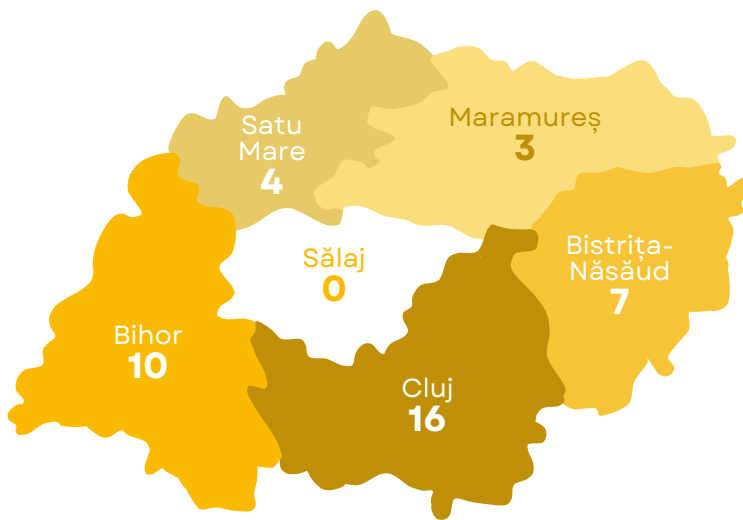 Satu
Mare
4
Maramureș
3
Sălaj
0
Bistrița-
Năsăud
7
Bihor
10
Cluj
16